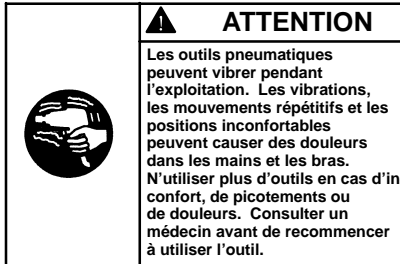 ATTENTION
Les outils pneumatiques
peuvent vibrer pendant
l'exploitation. Les vibrations,
les mouvements répétitifs et les
positions inconfortables
peuvent causer des douleurs
dans les mains et les bras.
N'utiliser plus d'outils en cas d'in
confort, de picotements ou
de douleurs. Consulter un
médecin avant de recommencer
à utiliser l'outil.